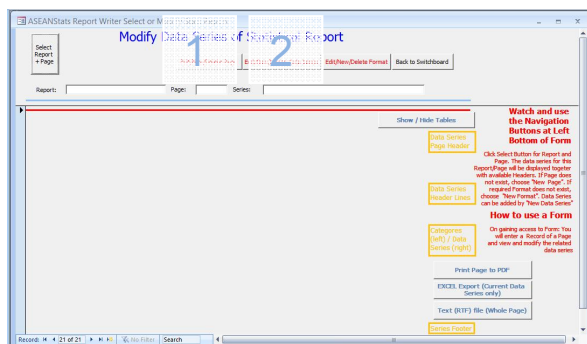 ASEANStats Report Writer Select or
Modify Data Series of Statistical Report
1
2
Select
Report
+ Page
Edit/New/Delete Format
Back to Switchboard
Report:
Page:
Series:
Show / Hide Tables
Watch and use
the Navigation
Buttons at Left
Bottom of Form
Data Series
Page Header
Click Select Button for Report and
Page. The data series for this
Report/Page will be displayed togeter
with available Headers. If Page does
not exist, choose "New Page". If
required Format does not exist,
choose "New Format". Data Series
can be added by "New Data Series"
Data Series
Header Lines
How to use a Form
On gaining access to Form: You
will enter a Record of a Page
and view and modify the related
data series
Categores
(left) / Data
Series (right)
Print Page to PDF
EXCEL Export (Current Data
Series only)
Text (RTF) file (Whole Page)
Series Footer
Record:
21 of 21
No Filter
Search